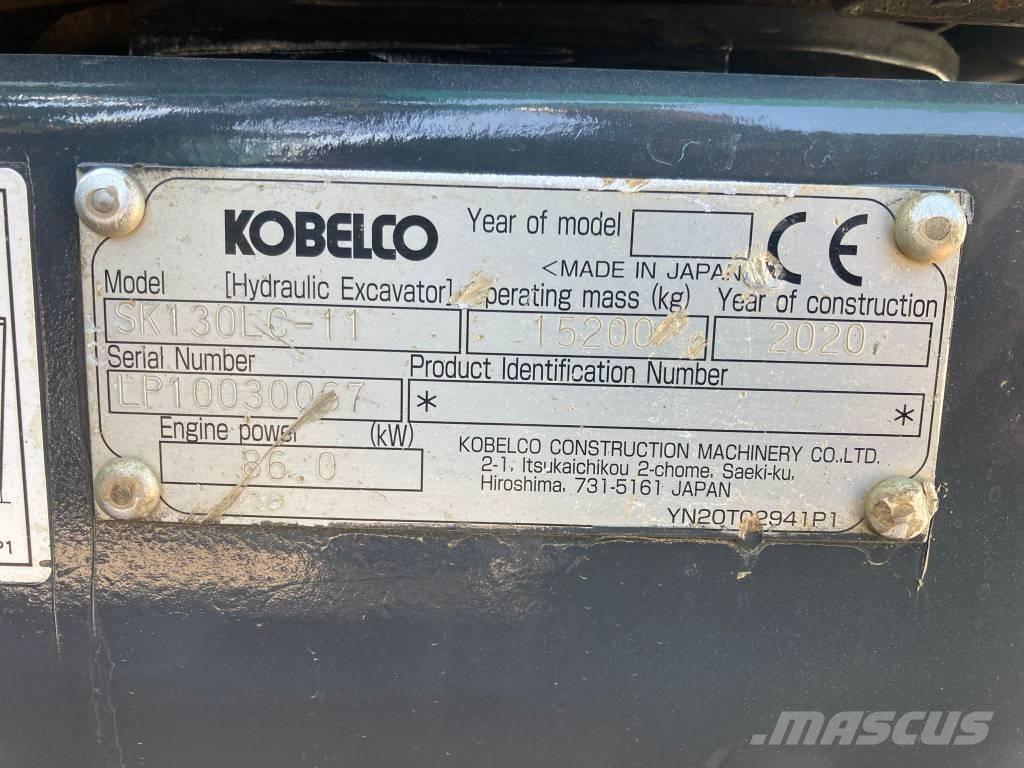 KOBELCO
Year of model
CE
<MADE IN JAPAN
Model [Hydraulic Excavator] Operating mass (kg) Year of construction
SK130LC-11 15200 2020
Serial Number Product Identification Number
* *
Engine power (kW)
86.0
KOBELCO CONSTRUCTION MACHINERY CO.,LTD.
2-1, Itsukaichikou 2-chome, Saeki-ku,
Hiroshima, 731-5161 JAPAN
YN20T02941P1
P1
MASCUS